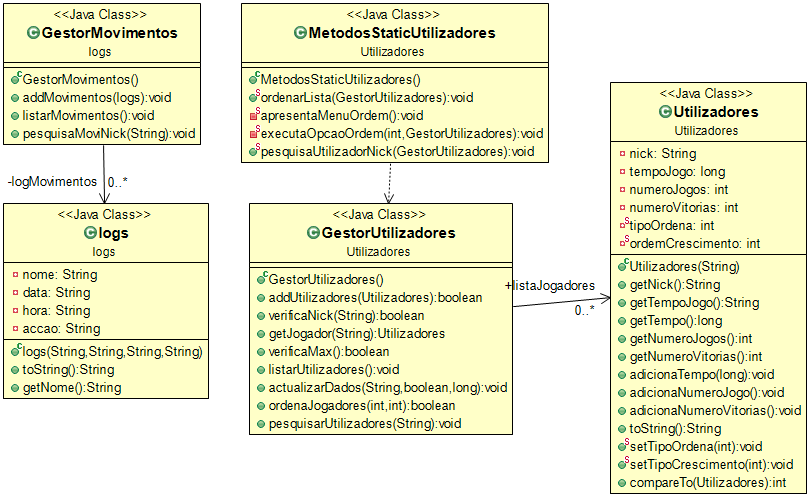 <<Java Class>>
GestorMovimentos
logs
GestorMovimentos()
addMovimentos(logs):void
listarMovimentos():void
pesquisaMoviNick(String):void
-logMovimentos
0..*
<<Java Class>>
logs
logs
nome: String
data: String
hora: String
accao: String
logs(String,String,String,String)
toString():String
getNome():String
<<Java Class>>
MetodosStaticUtilizadores
Utilizadores
MetodosStaticUtilizadores()
ordenarLista(GestorUtilizadores):void
apresentaMenuOrdem():void
executaOpcaoOrdem(int,GestorUtilizadores):void
pesquisaUtilizadorNick(GestorUtilizadores):void
<<Java Class>>
GestorUtilizadores
Utilizadores
GestorUtilizadores()
addUtilizadores(Utilizadores):boolean
verificaNick(String):boolean
getJogador(String):Utilizadores
verificaMax():boolean
listarUtilizadores():void
actualizarDados(String,boolean,long):void
ordenaJogadores(int,int):boolean
pesquisarUtilizadores(String):void
+listaJogadores
0..*
<<Java Class>>
Utilizadores
Utilizadores
nick: String
tempoJogo: long
numeroJogos: int
numeroVitorias: int
tipoOrdena: int
ordemCrescimento: int
Utilizadores(String)
getNick():String
getTempoJogo():String
getTempo():long
getNumeroJogos():int
getNumeroVitorias():int
adicionaTempo(long):void
adicionaNumeroJogo():void
adicionaNumeroVitorias():void
toString():String
setTipoOrdena(int):void
setTipoCrescimento(int):void
compareTo(Utilizadores):int